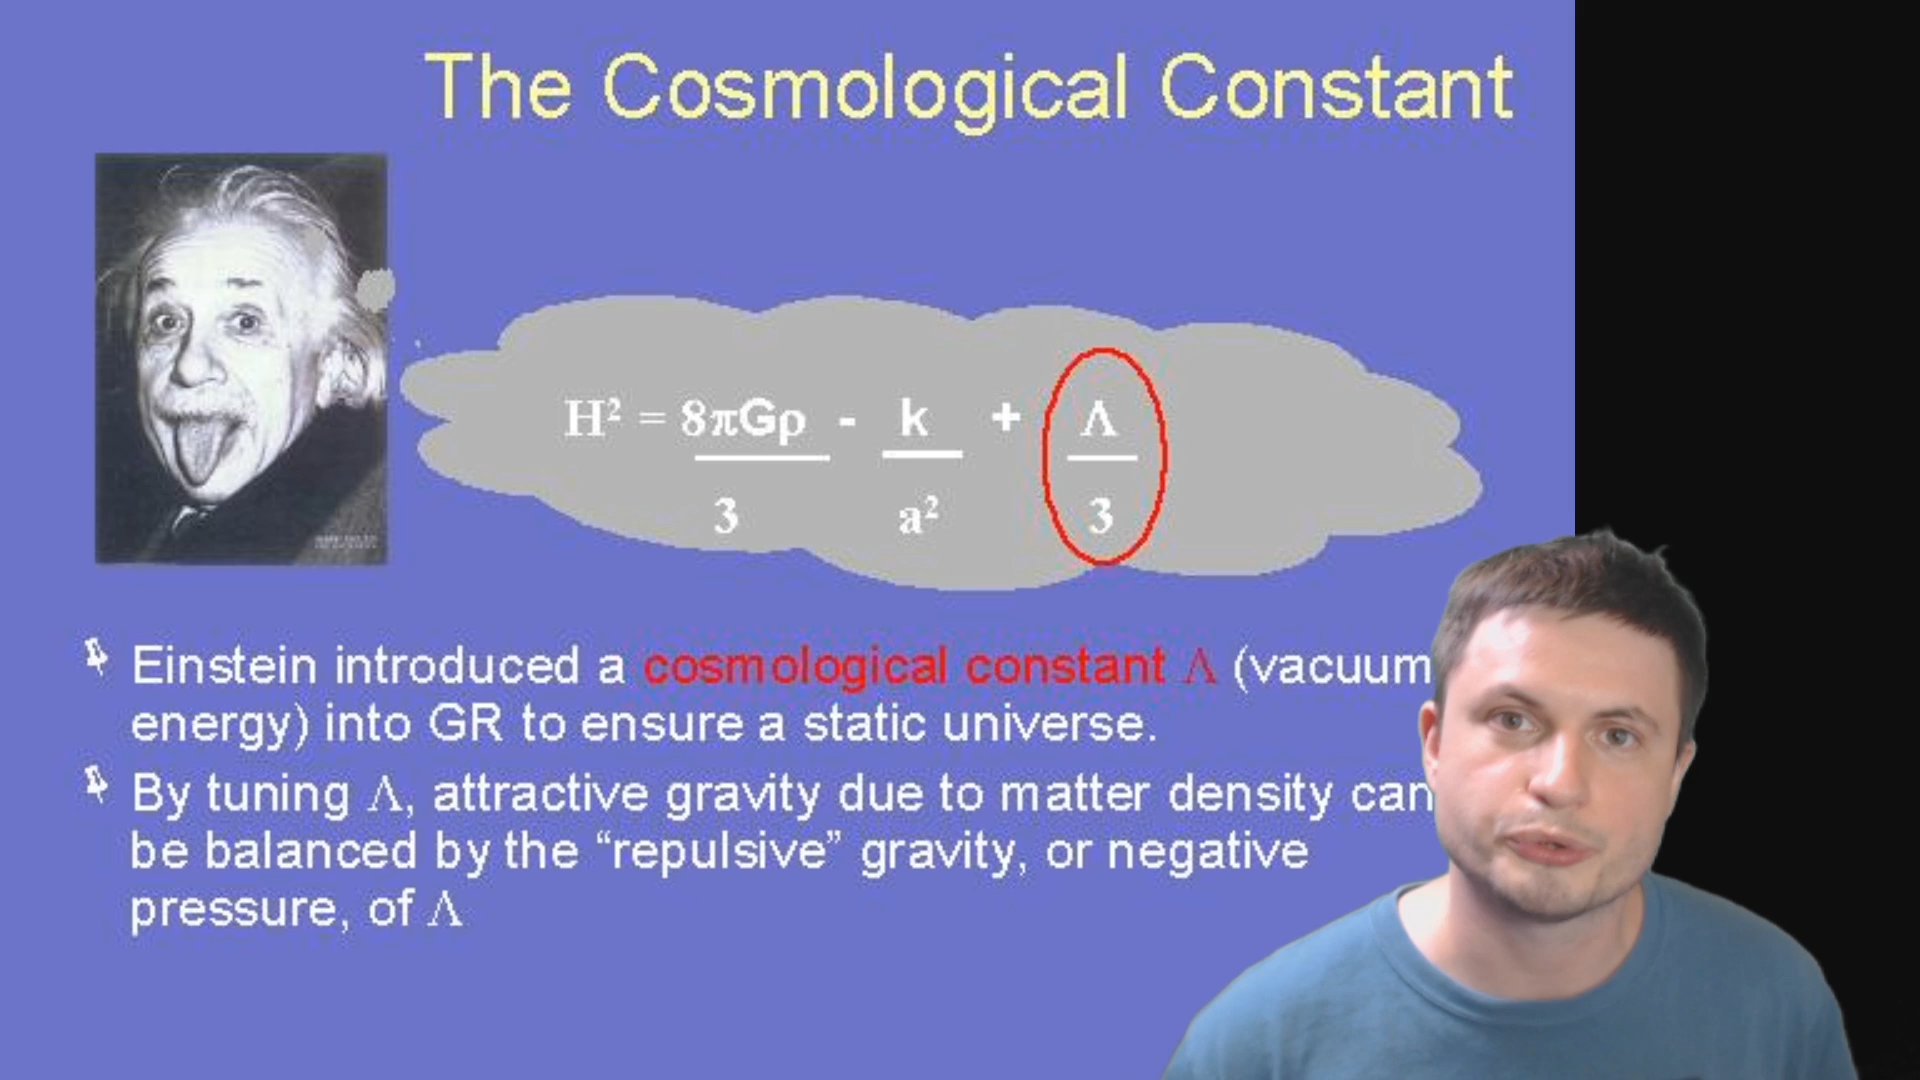 The Cosmological Constant
H² = 8πGρ - k + Λ
3 a² 3
Einstein introduced a cosmological constant Λ (vacuum
energy) into GR to ensure a static universe.
By tuning Λ, attractive gravity due to matter density can
be balanced by the “repulsive” gravity, or negative
pressure, of Λ